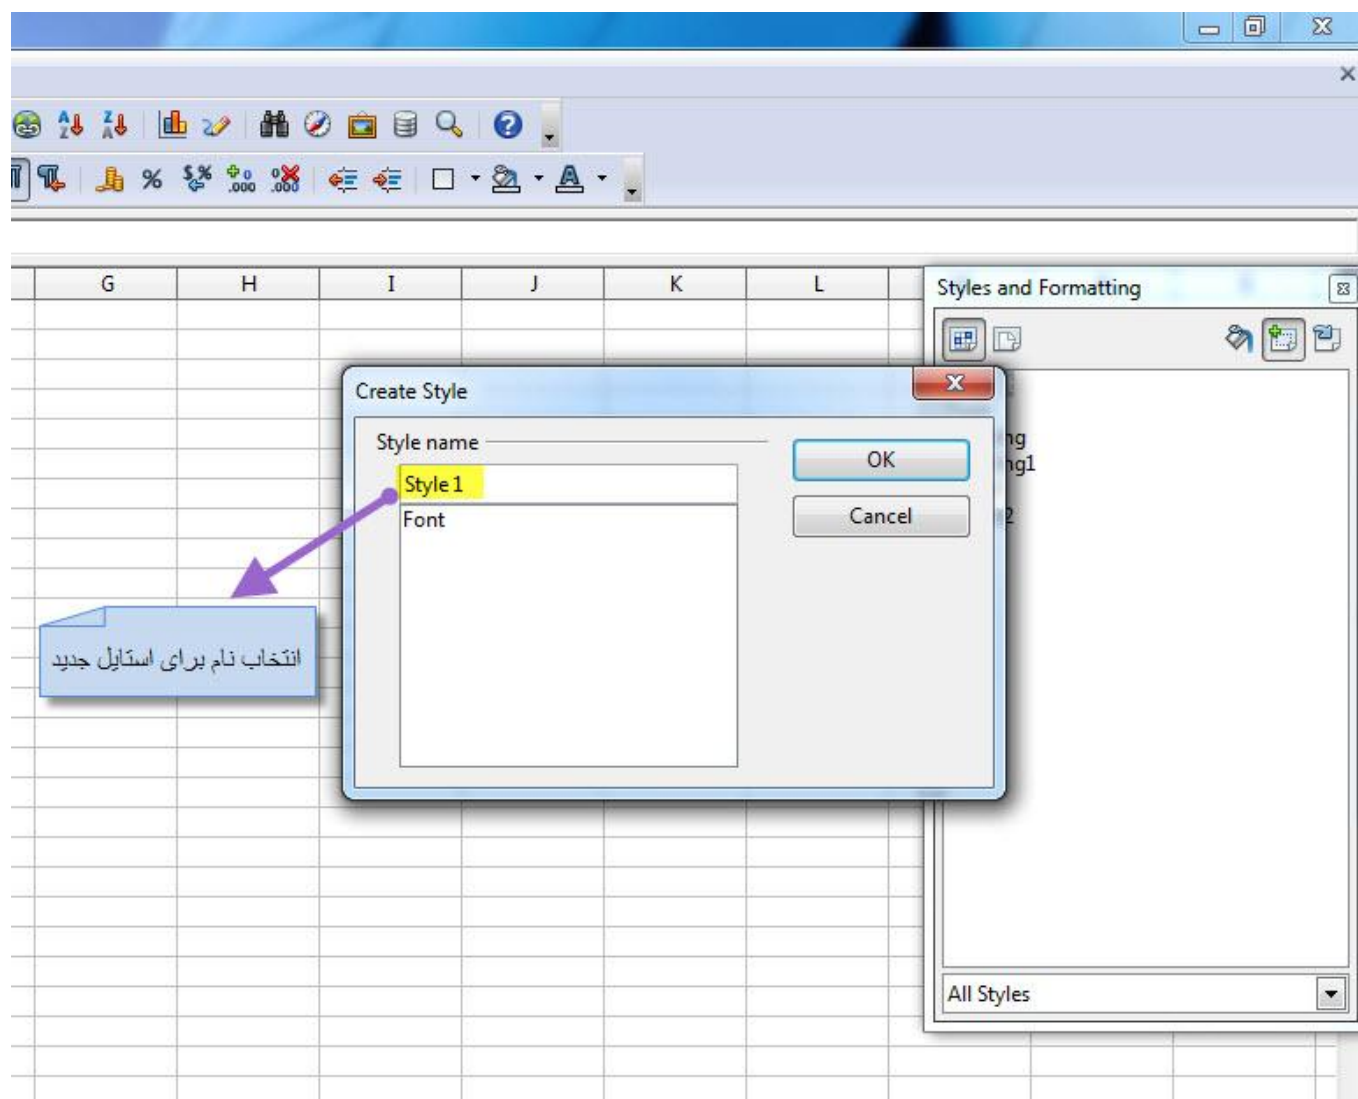 G H I J K L
Styles and Formatting
Create Style
Style name
Style 1
Font
OK
Cancel
انتخاب نام برای استایل جدید
All Styles